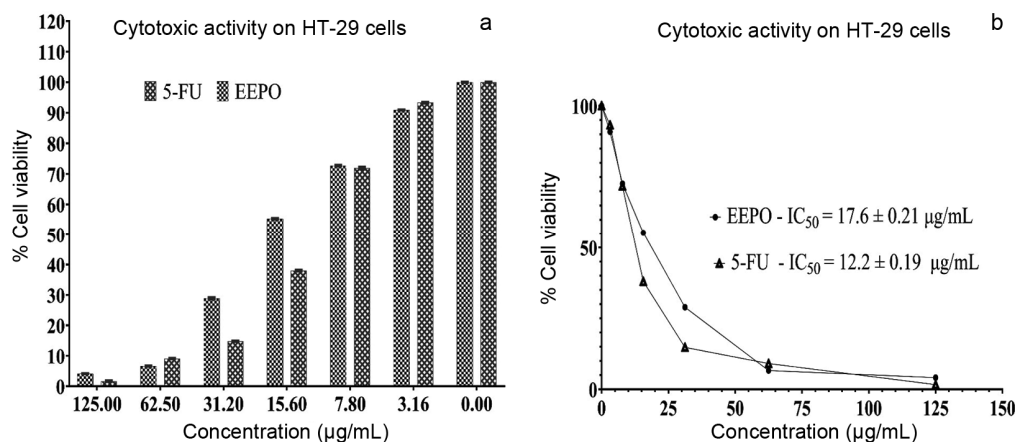 Cytotoxic activity on HT-29 cells
a
120
110
100
90
80
70
60
50
40
30
20
10
0
% Cell viability
5-FU EEPO
125.00 62.50 31.20 15.60 7.80 3.16 0.00
Concentration (µg/mL)
Cytotoxic activity on HT-29 cells
b
100
50
0
% Cell viability
EEPO - IC50 = 17.6 ± 0.21 µg/mL
5-FU - IC50 = 12.2 ± 0.19 µg/mL
0 25 50 75 100 125 150
Concentration (µg/mL)